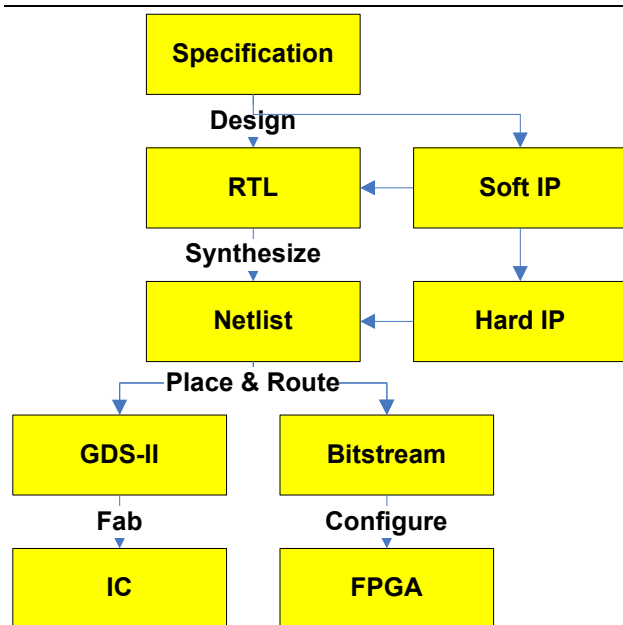 Specification
Design
RTL
Soft IP
Synthesize
Netlist
Hard IP
Place & Route
GDS-II
Bitstream
Fab
Configure
IC
FPGA